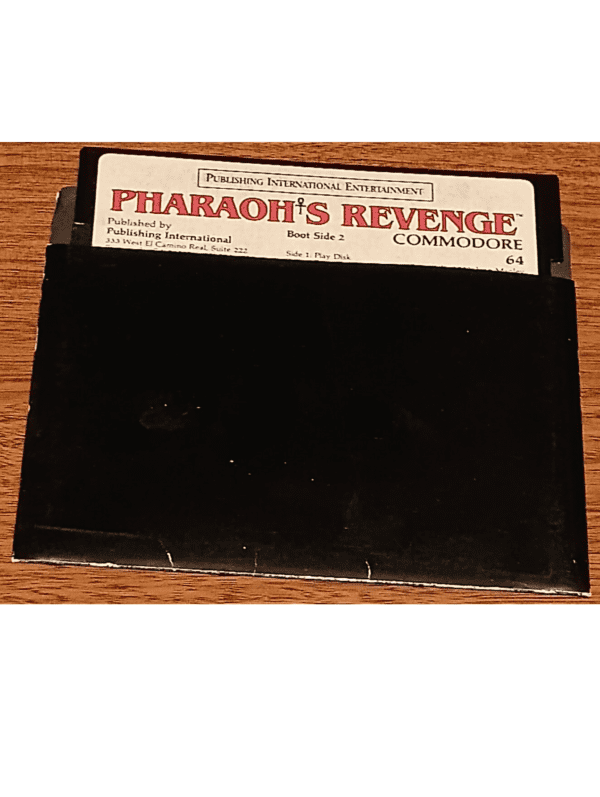 PUBLISHING INTERNATIONAL ENTERTAINMENT
PHARAOH'S REVENGE™
Published by
Publishing International
Boot Side 2
COMMODORE
64
333 West El Camino Real, Suite 222
Side 1: Play Disk